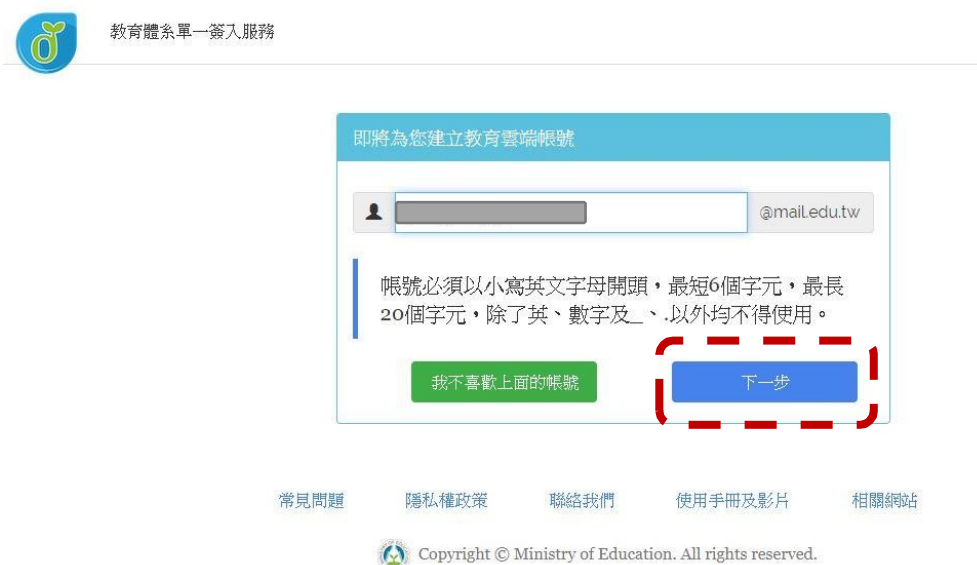 教育體系單一簽入服務
即將為您建立教育雲端帳號
@mail.edu.tw
帳號必須以小寫英文字母開頭，最短6個字元，最長
20個字元，除了英、數字及_、.以外均不得使用。
我不喜歡上面的帳號 下一步
常見問題 隱私權政策 聯絡我們 使用手冊及影片 相關網站
Copyright © Ministry of Education. All rights reserved.